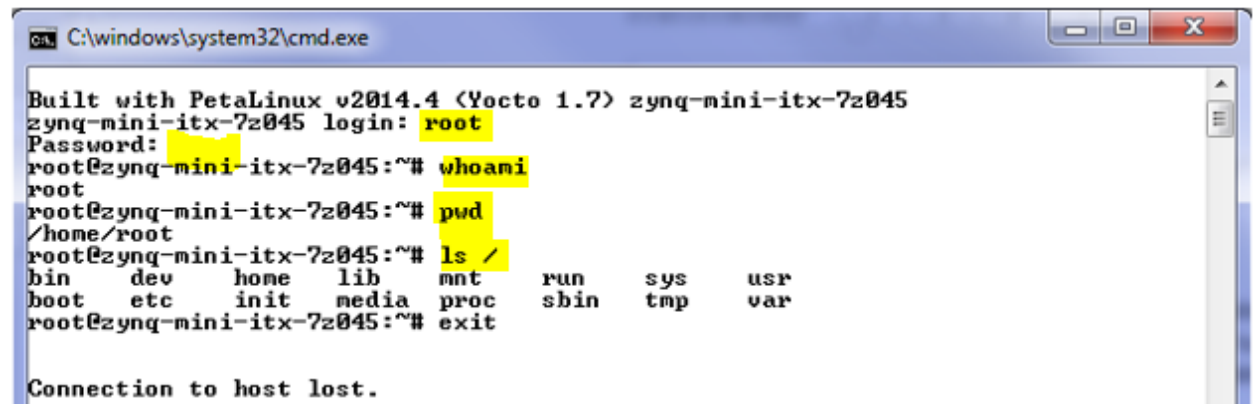 C:\windows\system32\cmd.exe
Built with PetaLinux v2014.4 (Yocto 1.7) zynq-mini-itx-7z045
zynq-mini-itx-7z045 login: root
Password:
root@zynq-mini-itx-7z045:~# whoami
root
root@zynq-mini-itx-7z045:~# pwd
/home/root
root@zynq-mini-itx-7z045:~# ls /
bin dev home lib mnt run sys usr
boot etc init media proc sbin tmp var
root@zynq-mini-itx-7z045:~# exit
Connection to host lost.